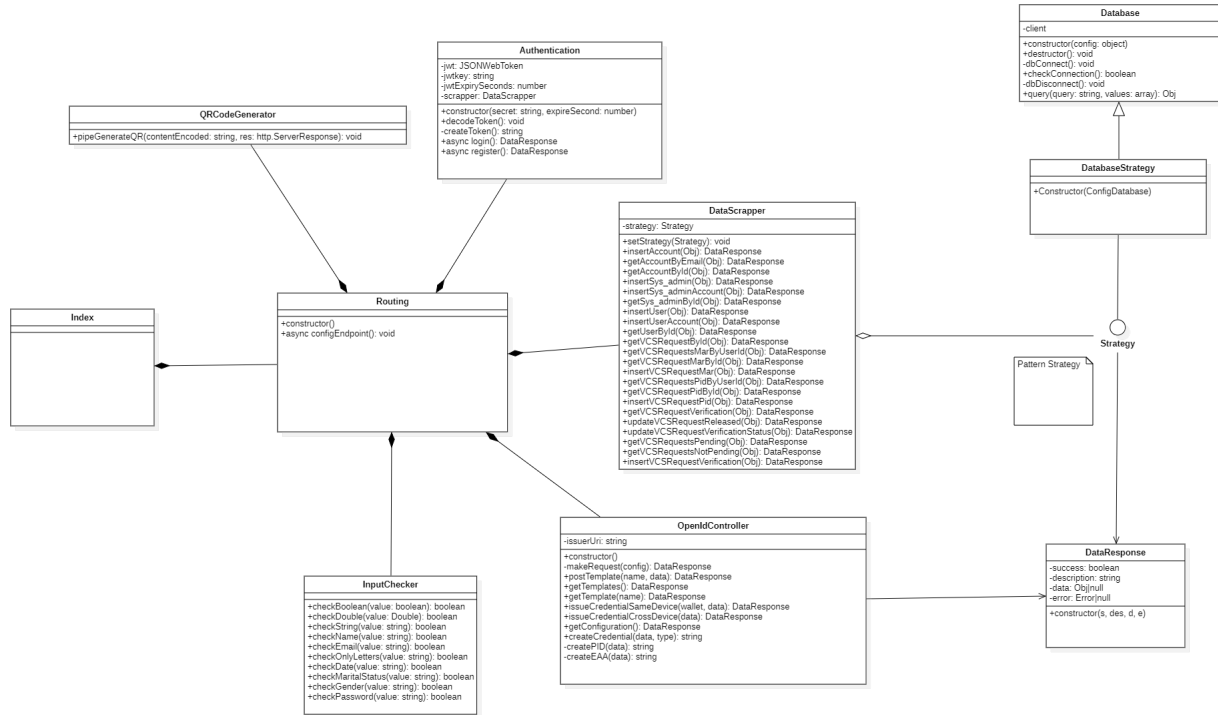 Database
-client
+constructor(config: object)
+destructor(): void
-dbConnect(): void
+checkConnection(): boolean
-dbDisconnect(): void
+query(query: string, values: array): Obj
Authentication
-jwt: JSONWebToken
-jwtkey: string
-jwtExpirySeconds: number
-scrapper: DataScrapper
+constructor(secret: string, expireSecond: number)
+decodeToken(): void
-createToken(): string
+async login(): DataResponse
+async register(): DataResponse
QRCodeGenerator
+pipeGenerateQR(contentEncoded: string, res: http.ServerResponse): void
DatabaseStrategy
+Constructor(ConfigDatabase)
DataScrapper
-strategy: Strategy
+setStrategy(Strategy): void
+insertAccount(Obj): DataResponse
+getAccountByEmail(Obj): DataResponse
+getAccountById(Obj): DataResponse
+insertSys_admin(Obj): DataResponse
+insertSys_adminAccount(Obj): DataResponse
+getSys_adminById(Obj): DataResponse
+insertUser(Obj): DataResponse
+insertUserAccount(Obj): DataResponse
+getUserById(Obj): DataResponse
+getVCSRequestById(Obj): DataResponse
+getVCSRequestsMarByUserId(Obj): DataResponse
+getVCSRequestMarById(Obj): DataResponse
+insertVCSRequestMar(Obj): DataResponse
+getVCSRequestsPidByUserId(Obj): DataResponse
+getVCSRequestPidById(Obj): DataResponse
+insertVCSRequestPid(Obj): DataResponse
+getVCSRequestVerification(Obj): DataResponse
+updateVCSRequestReleased(Obj): DataResponse
+updateVCSRequestVerificationStatus(Obj): DataResponse
+getVCSRequestsPending(Obj): DataResponse
+getVCSRequestsNotPending(Obj): DataResponse
+insertVCSRequestVerification(Obj): DataResponse
Routing
+constructor()
+async configEndpoint(): void
Index
Strategy
Pattern Strategy
OpenIdController
-issuerUri: string
+constructor()
-makeRequest(config): DataResponse
+postTemplate(name, data): DataResponse
+getTemplates(): DataResponse
+getTemplate(name): DataResponse
+issueCredentialSameDevice(wallet, data): DataResponse
+issueCredentialCrossDevice(data): DataResponse
+getConfiguration(): DataResponse
+createCredential(data, type): string
-createPID(data): string
-createEAA(data): string
DataResponse
-success: boolean
-description: string
-data: Obj|null
-error: Error|null
+constructor(s, des, d, e)
InputChecker
+checkBoolean(value: boolean): boolean
+checkDouble(value: Double): boolean
+checkString(value: string): boolean
+checkName(value: string): boolean
+checkEmail(value: string): boolean
+checkOnlyLetters(value: string): boolean
+checkDate(value: string): boolean
+checkMaritalStatus(value: string): boolean
+checkGender(value: string): boolean
+checkPassword(value: string): boolean